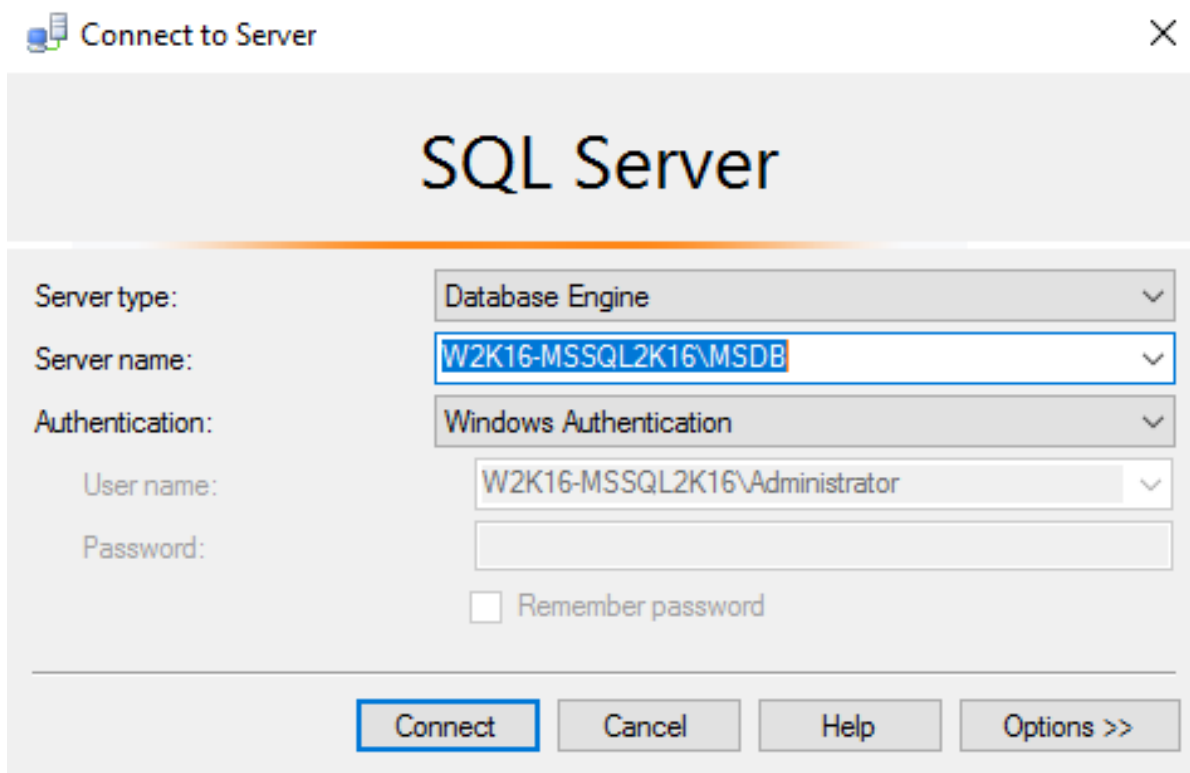 Connect to Server
SQL Server
Server type: Database Engine
Server name: W2K16-MSSQL2K16\MSDB
Authentication: Windows Authentication
User name: W2K16-MSSQL2K16\Administrator
Password:
Remember password
Connect Cancel Help Options >>